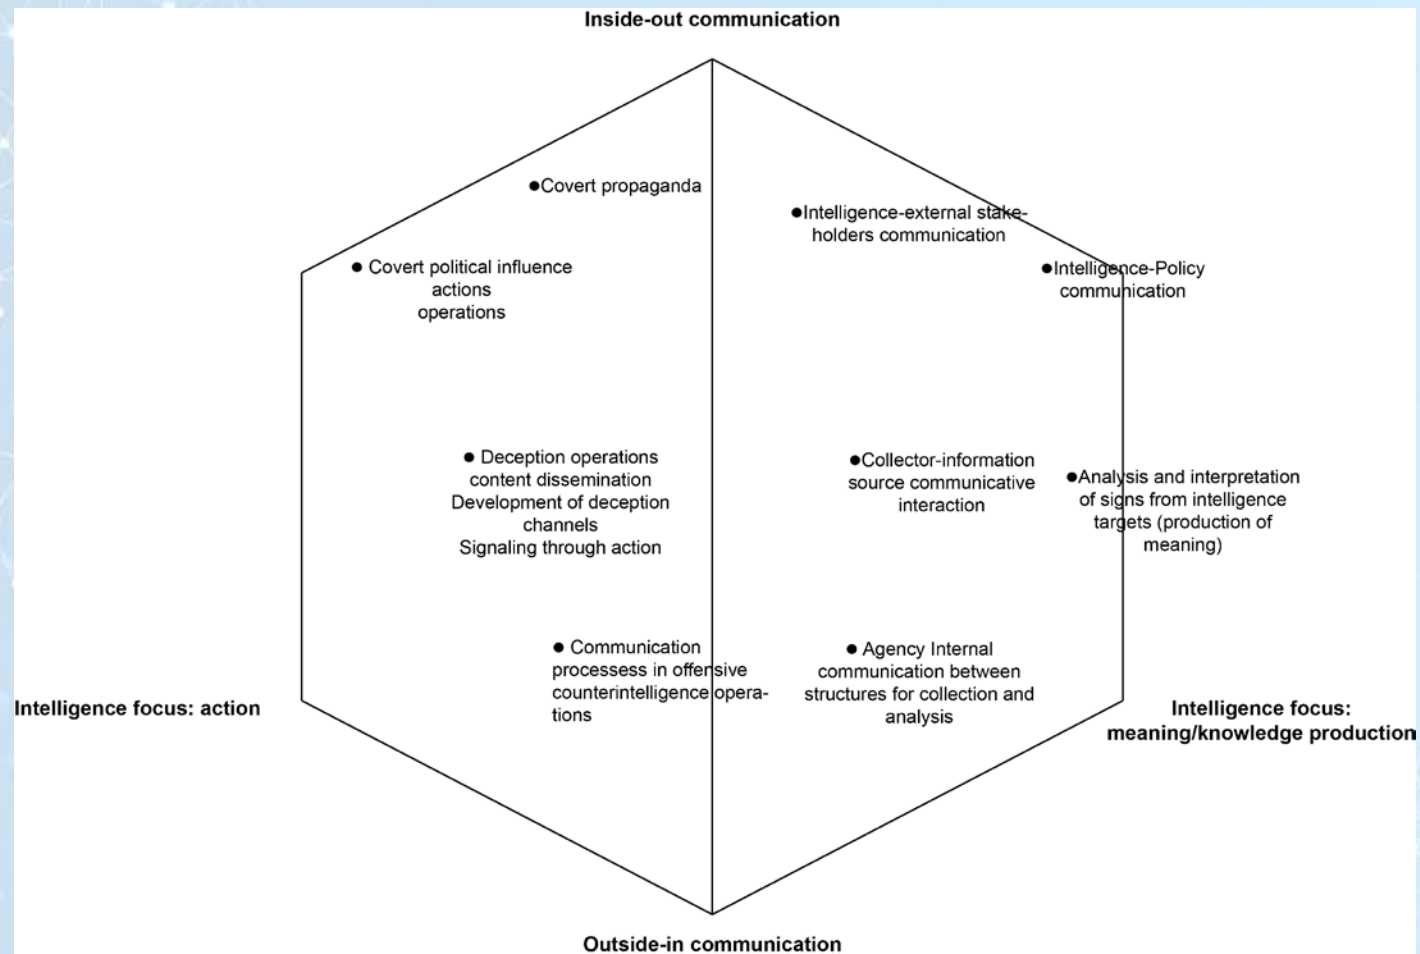 Inside-out communication
●Covert propaganda
●Intelligence-external stake-
holders communication
● Covert political influence
actions
operations
●Intelligence-Policy
communication
● Deception operations
content dissemination
Development of deception
channels
Signaling through action
●Collector-information
source communicative
interaction
●Analysis and interpretation
of signs from intelligence
targets (production of
meaning)
● Communication
processess in offensive
counterintelligence opera-
tions
● Agency Internal
communication between
structures for collection and
analysis
Intelligence focus: action
Intelligence focus:
meaning/knowledge production
Outside-in communication